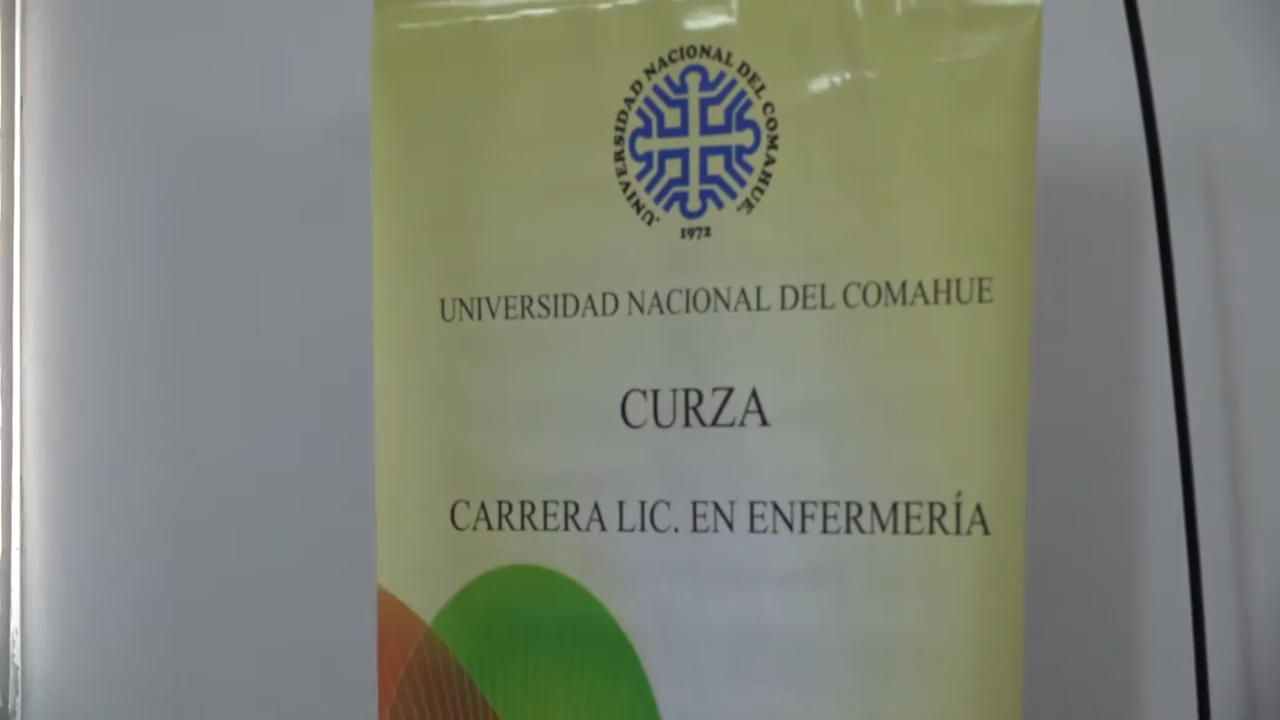 UNIVERSIDAD NACIONAL DEL COMAHUE.
1972
UNIVERSIDAD NACIONAL DEL COMAHUE
CURZA
CARRERA LIC. EN ENFERMERÍA